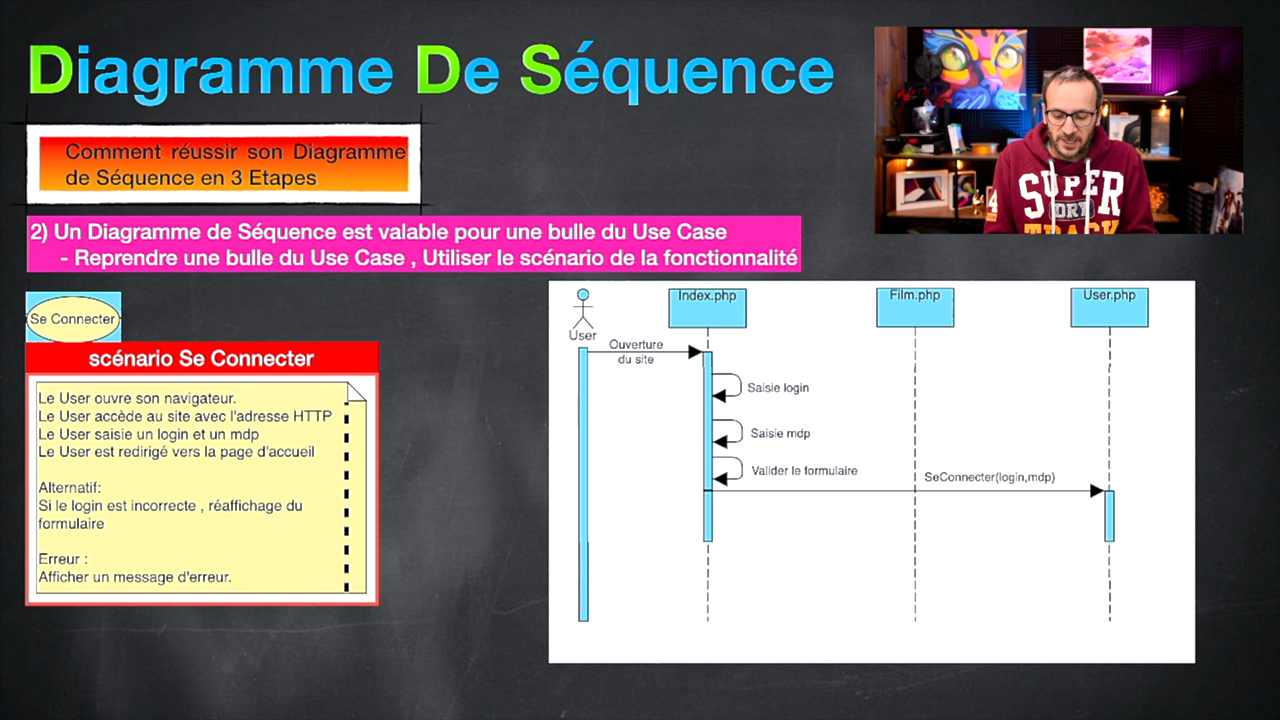 Diagramme De Séquence
Comment réussir son Diagramme
de Séquence en 3 Etapes
2) Un Diagramme de Séquence est valable pour une bulle du Use Case
- Reprendre une bulle du Use Case , Utiliser le scénario de la fonctionnalité
Se Connecter
scénario Se Connecter
Le User ouvre son navigateur.
Le User accède au site avec l'adresse HTTP
Le User saisie un login et un mdp
Le User est redirigé vers la page d'accueil
Alternatif:
Si le login est incorrecte , réaffichage du
formulaire
Erreur :
Afficher un message d'erreur.
User
Index.php
Film.php
User.php
Ouverture
du site
Saisie login
Saisie mdp
Valider le formulaire
SeConnecter(login,mdp)
SUPER
DRY
TRACK